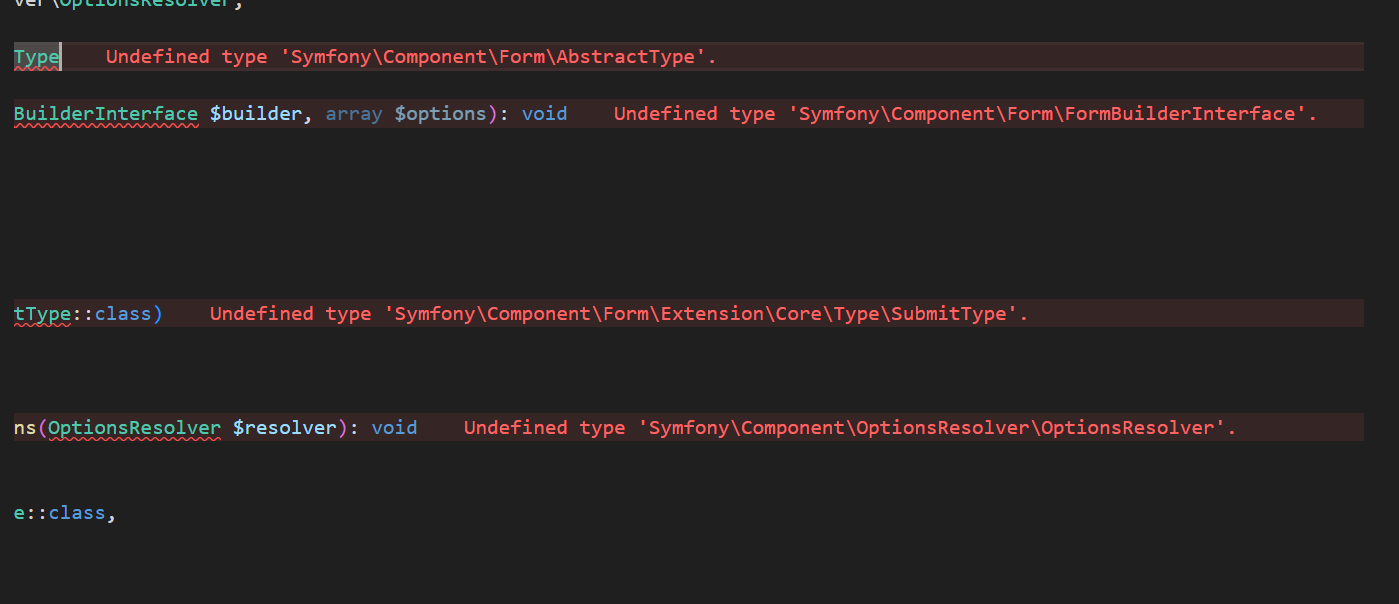 ver\OptionsResolver;
Type Undefined type 'Symfony\Component\Form\AbstractType'.
BuilderInterface $builder, array $options): void Undefined type 'Symfony\Component\Form\FormBuilderInterface'.
tType::class) Undefined type 'Symfony\Component\Form\Extension\Core\Type\SubmitType'.
ns(OptionsResolver $resolver): void Undefined type 'Symfony\Component\OptionsResolver\OptionsResolver'.
e::class,